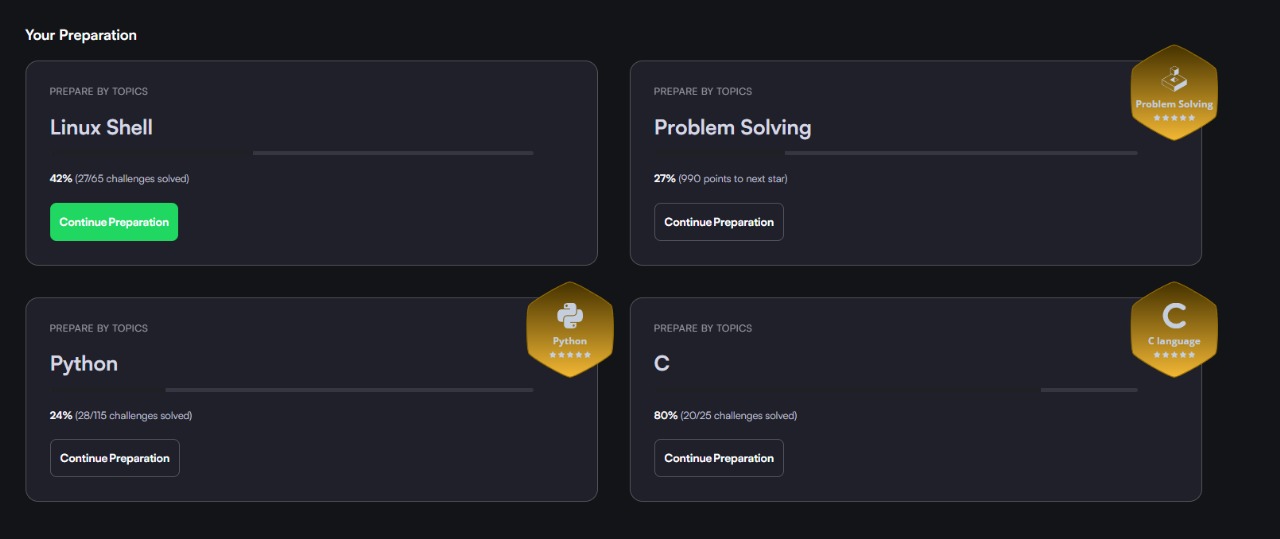 Your Preparation
PREPARE BY TOPICS
Linux Shell
42% (27/65 challenges solved)
Continue Preparation
PREPARE BY TOPICS
Problem Solving
27% (990 points to next star)
Continue Preparation
Problem Solving
PREPARE BY TOPICS
Python
24% (28/115 challenges solved)
Continue Preparation
Python
PREPARE BY TOPICS
C
80% (20/25 challenges solved)
Continue Preparation
C
C language